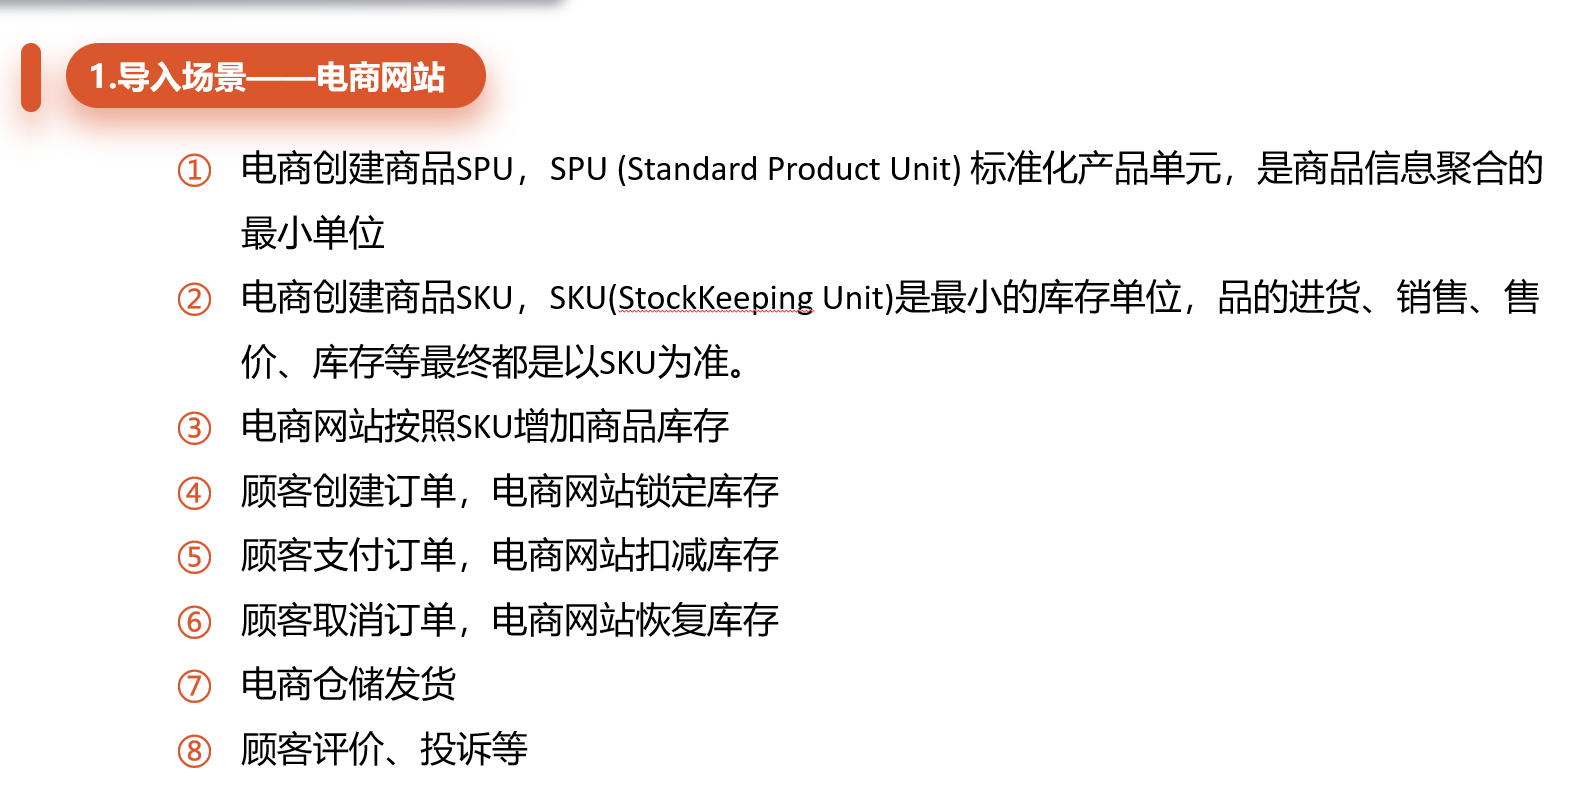 1.导入场景——电商网站
① 电商创建商品SPU，SPU (Standard Product Unit) 标准化产品单元，是商品信息聚合的
最小单位
② 电商创建商品SKU，SKU(StockKeeping Unit)是最小的库存单位，品的进货、销售、售
价、库存等最终都是以SKU为准。
③ 电商网站按照SKU增加商品库存
④ 顾客创建订单，电商网站锁定库存
⑤ 顾客支付订单，电商网站扣减库存
⑥ 顾客取消订单，电商网站恢复库存
⑦ 电商仓储发货
⑧ 顾客评价、投诉等